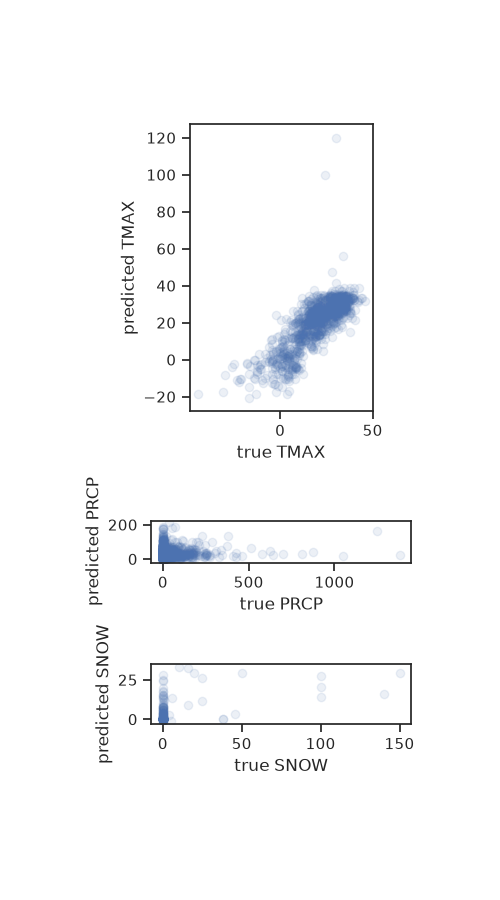 120
100
80
60
40
20
0
−20
predicted TMAX
0 50
true TMAX
200
0
predicted PRCP
0 500 1000
true PRCP
25
0
predicted SNOW
0 50 100 150
true SNOW